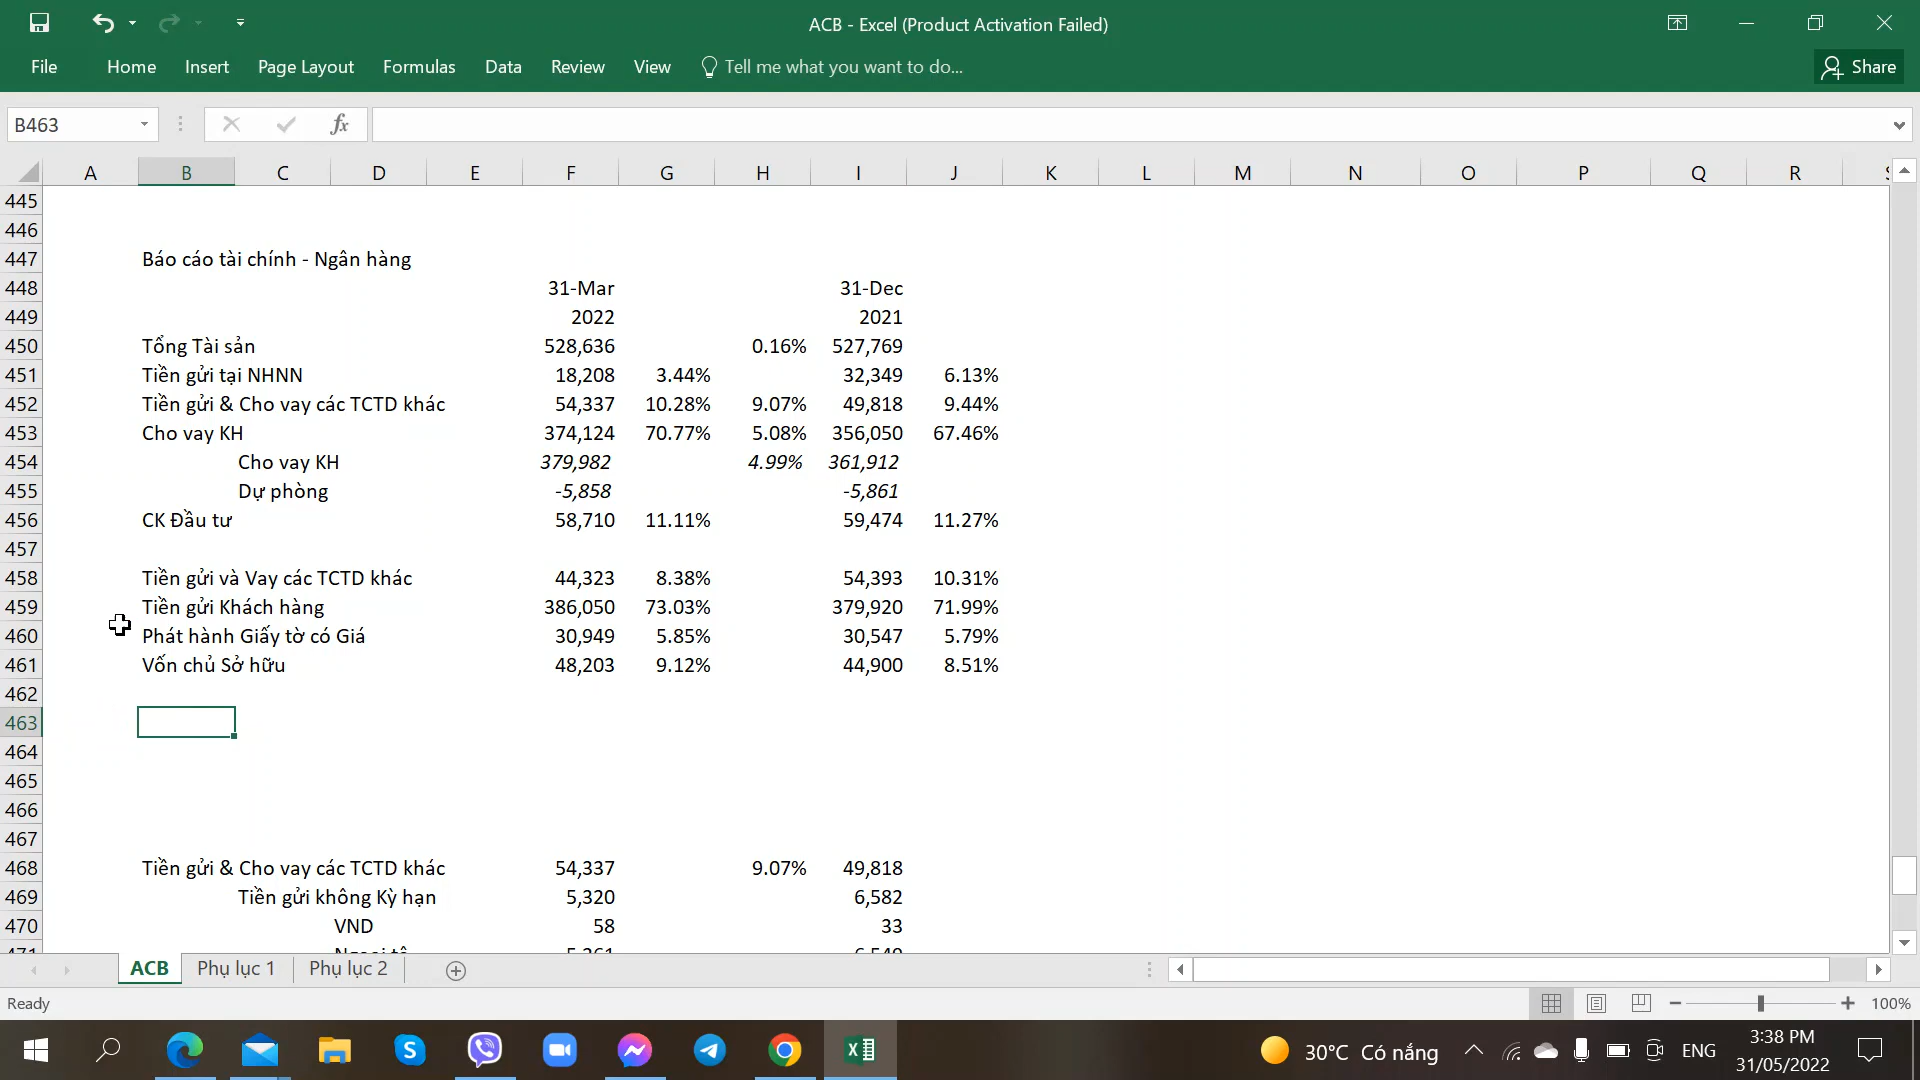 ACB - Excel (Product Activation Failed)
File Home Insert Page Layout Formulas Data Review View Tell me what you want to do... Share
B463 fx
A B C D E F G H I J K L M N O P Q R
445
446
447 Báo cáo tài chính - Ngân hàng
448 31-Mar 31-Dec
449 2022 2021
450 Tổng Tài sản 528,636 0.16% 527,769
451 Tiền gửi tại NHNN 18,208 3.44% 32,349 6.13%
452 Tiền gửi & Cho vay các TCTD khác 54,337 10.28% 9.07% 49,818 9.44%
453 Cho vay KH 374,124 70.77% 5.08% 356,050 67.46%
454 Cho vay KH 379,982 4.99% 361,912
455 Dự phòng -5,858 -5,861
456 CK Đầu tư 58,710 11.11% 59,474 11.27%
457
458 Tiền gửi và Vay các TCTD khác 44,323 8.38% 54,393 10.31%
459 Tiền gửi Khách hàng 386,050 73.03% 379,920 71.99%
460 Phát hành Giấy tờ có Giá 30,949 5.85% 30,547 5.79%
461 Vốn chủ Sở hữu 48,203 9.12% 44,900 8.51%
462
463
464
465
466
467
468 Tiền gửi & Cho vay các TCTD khác 54,337 9.07% 49,818
469 Tiền gửi không Kỳ hạn 5,320 6,582
470 VND 58 33
ACB Phụ lục 1 Phụ lục 2
Ready 100%
30°C Có nắng ENG 3:38 PM
31/05/2022